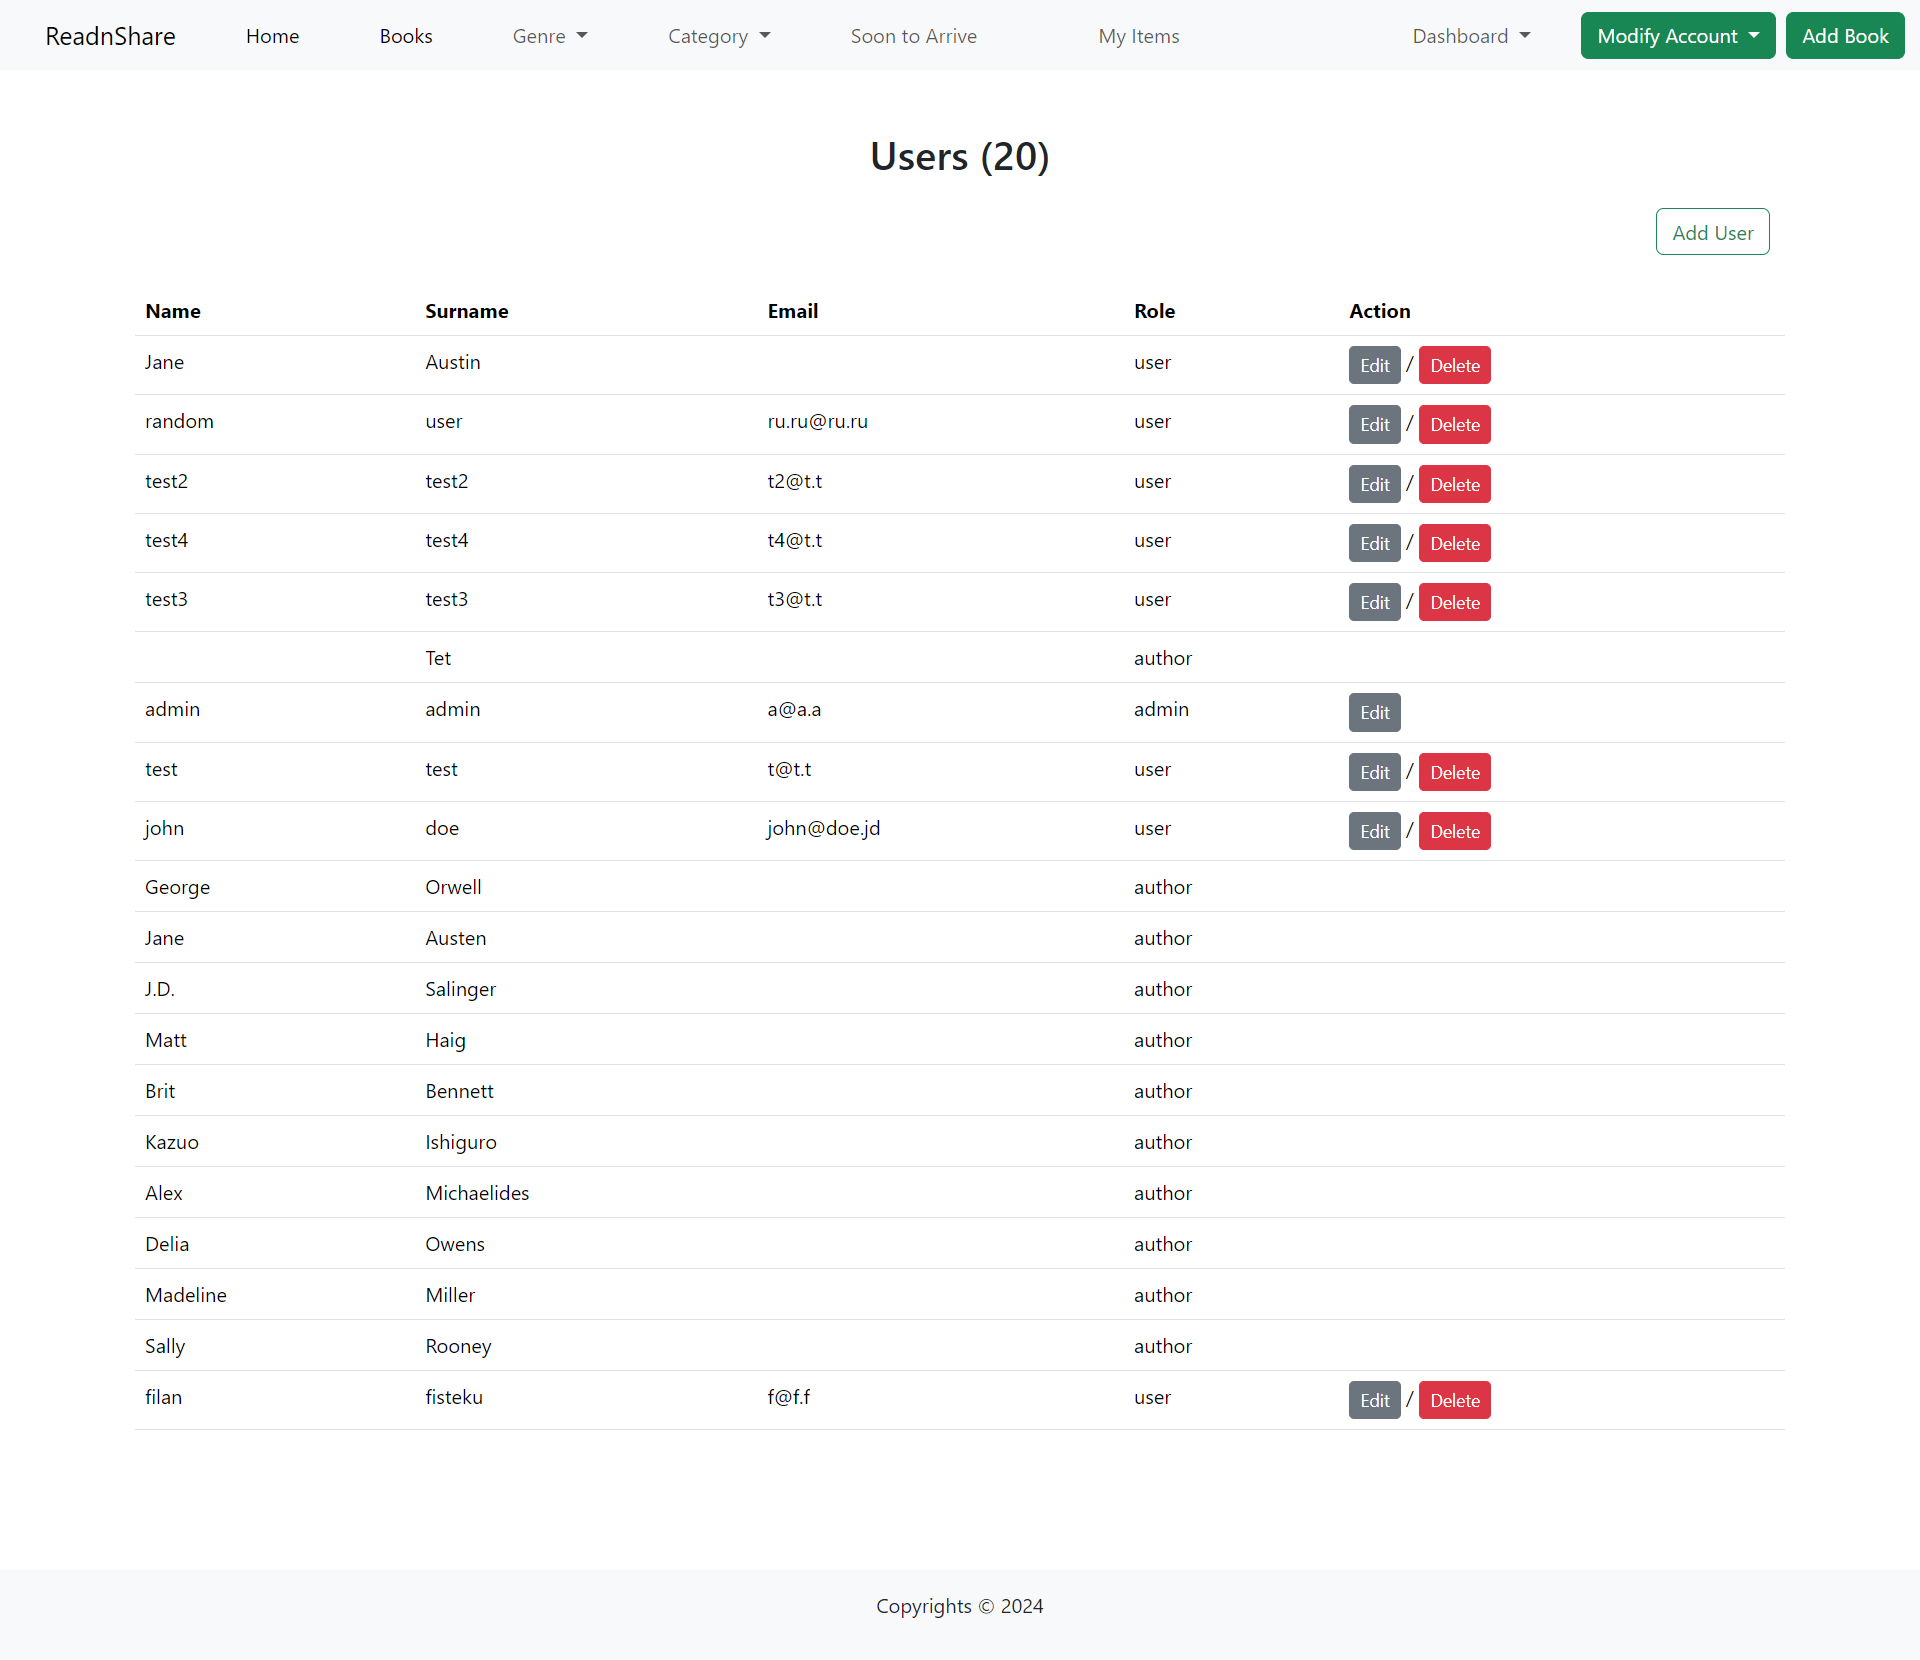 ReadnShare Home Books Genre Category Soon to Arrive My Items Dashboard Modify Account Add Book
Users (20)
Add User
Name Surname Email Role Action
Jane Austin user Edit / Delete
random user ru.ru@ru.ru user Edit / Delete
test2 test2 t2@t.t user Edit / Delete
test4 test4 t4@t.t user Edit / Delete
test3 test3 t3@t.t user Edit / Delete
Tet author
admin admin a@a.a admin Edit
test test t@t.t user Edit / Delete
john doe john@doe.jd user Edit / Delete
George Orwell author
Jane Austen author
J.D. Salinger author
Matt Haig author
Brit Bennett author
Kazuo Ishiguro author
Alex Michaelides author
Delia Owens author
Madeline Miller author
Sally Rooney author
filan fisteku f@f.f user Edit / Delete
Copyrights © 2024